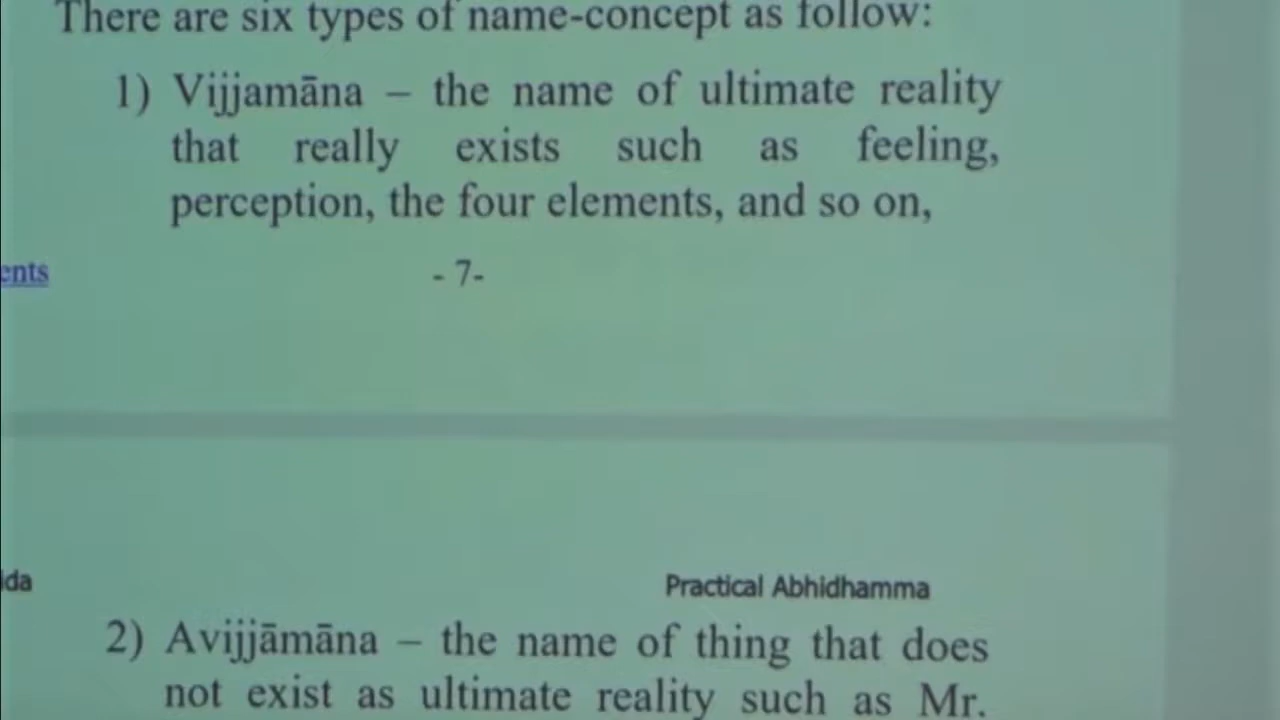 There are six types of name-concept as follow:
1) Vijjamāna – the name of ultimate reality
that really exists such as feeling,
perception, the four elements, and so on,
ents
- 7-
ida
Practical Abhidhamma
2) Avijjāmāna – the name of thing that does
not exist as ultimate reality such as Mr.